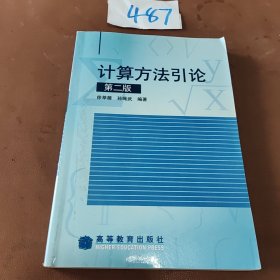 487
计算方法引论
第二版
徐萃薇 孙绳武 编著
高等教育出版社
HIGHER EDUCATION PRESS